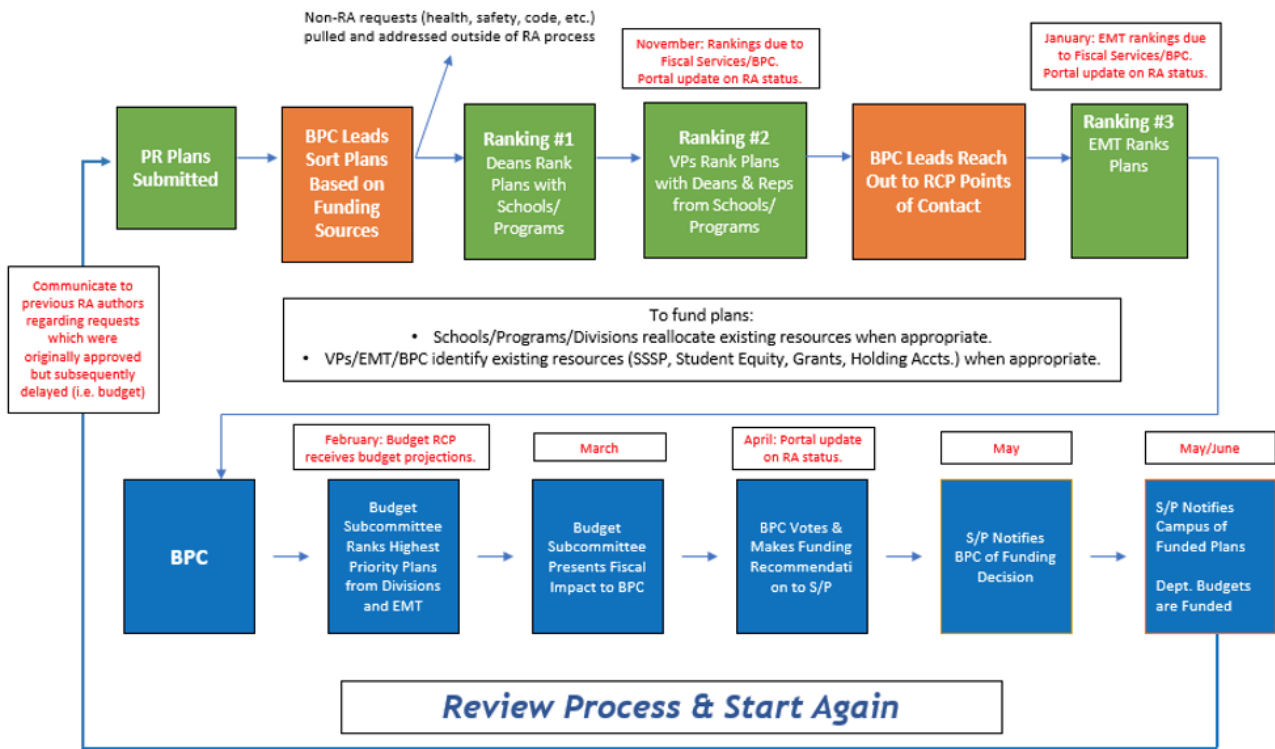 Non-RA requests (health, safety, code, etc.)
pulled and addressed outside of RA process
November: Rankings due to
Fiscal Services/BPC.
Portal update on RA status.
January: EMT rankings due
to Fiscal Services/BPC.
Portal update on RA status.
PR Plans
Submitted
BPC Leads
Sort Plans
Based on
Funding
Sources
Ranking #1
Deans Rank
Plans with
Schools/
Programs
Ranking #2
VPs Rank Plans
with Deans & Reps
from Schools/
Programs
BPC Leads Reach
Out to RCP Points
of Contact
Ranking #3
EMT Ranks
Plans
Communicate to
previous RA authors
regarding requests
which were
originally approved
but subsequently
delayed (i.e. budget)
To fund plans:
• Schools/Programs/Divisions reallocate existing resources when appropriate.
• VPs/EMT/BPC identify existing resources (SSSP, Student Equity, Grants, Holding Accts.) when appropriate.
February: Budget RCP
receives budget projections.
March
April: Portal update
on RA status.
May
May/June
BPC
Budget
Subcommittee
Ranks Highest
Priority Plans
from Divisions
and EMT
Budget
Subcommittee
Presents Fiscal
Impact to BPC
BPC Votes &
Makes Funding
Recommendati
on to S/P
S/P Notifies
BPC of Funding
Decision
S/P Notifies
Campus of
Funded Plans
Dept. Budgets
are Funded
Review Process & Start Again